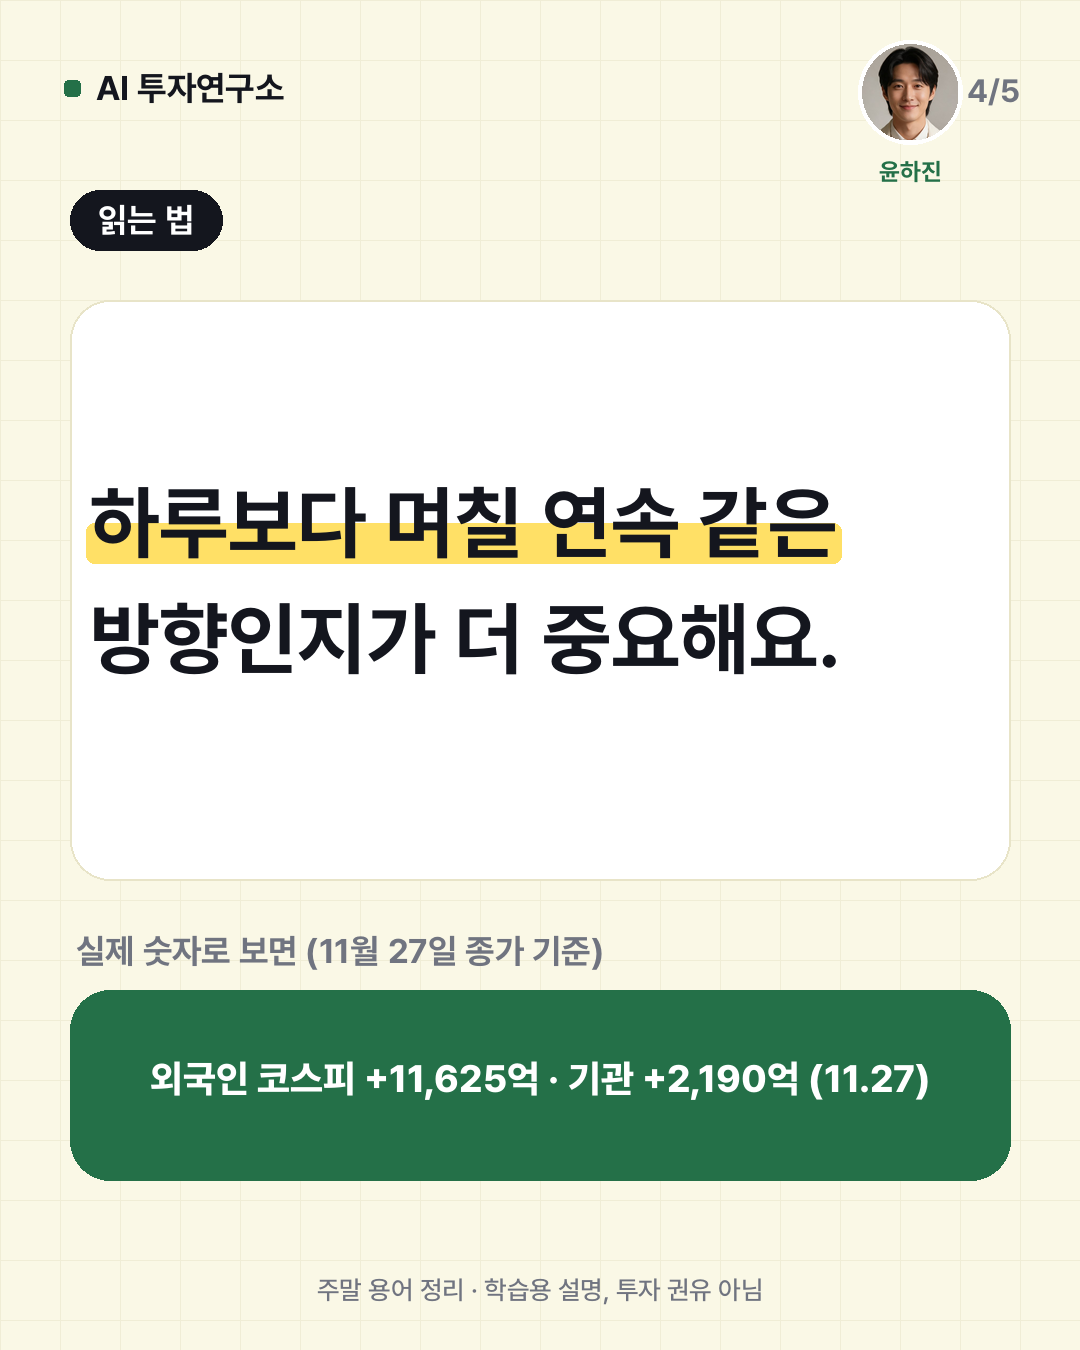 AI 투자연구소
4/5
윤하진
읽는 법
하루보다 며칠 연속 같은
방향인지가 더 중요해요.
실제 숫자로 보면 (11월 27일 종가 기준)
외국인 코스피 +11,625억 · 기관 +2,190억 (11.27)
주말 용어 정리 · 학습용 설명, 투자 권유 아님